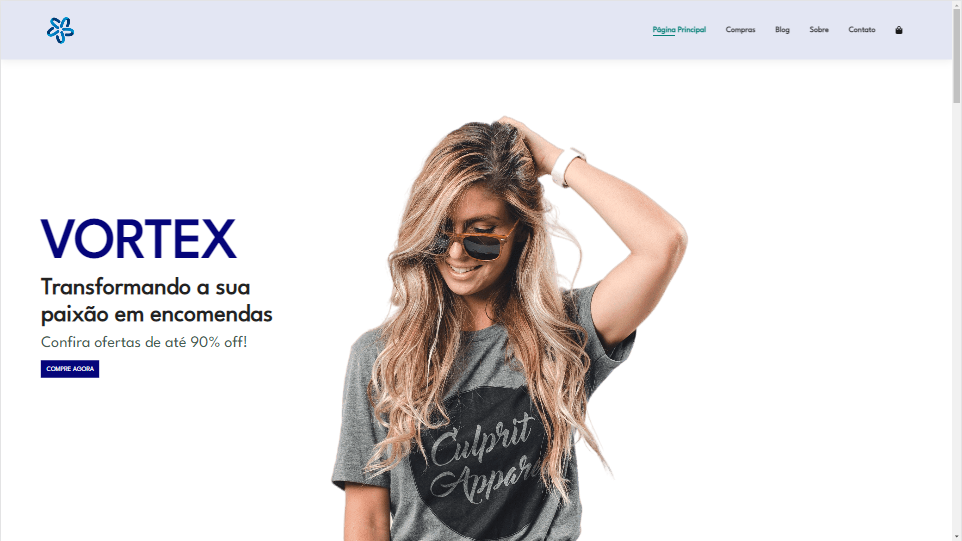 Página Principal
Compras
Blog
Sobre
Contato
VORTEX
Transformando a sua
paixão em encomendas
Confira ofertas de até 90% off!
COMPRE AGORA
Culprit
Appare